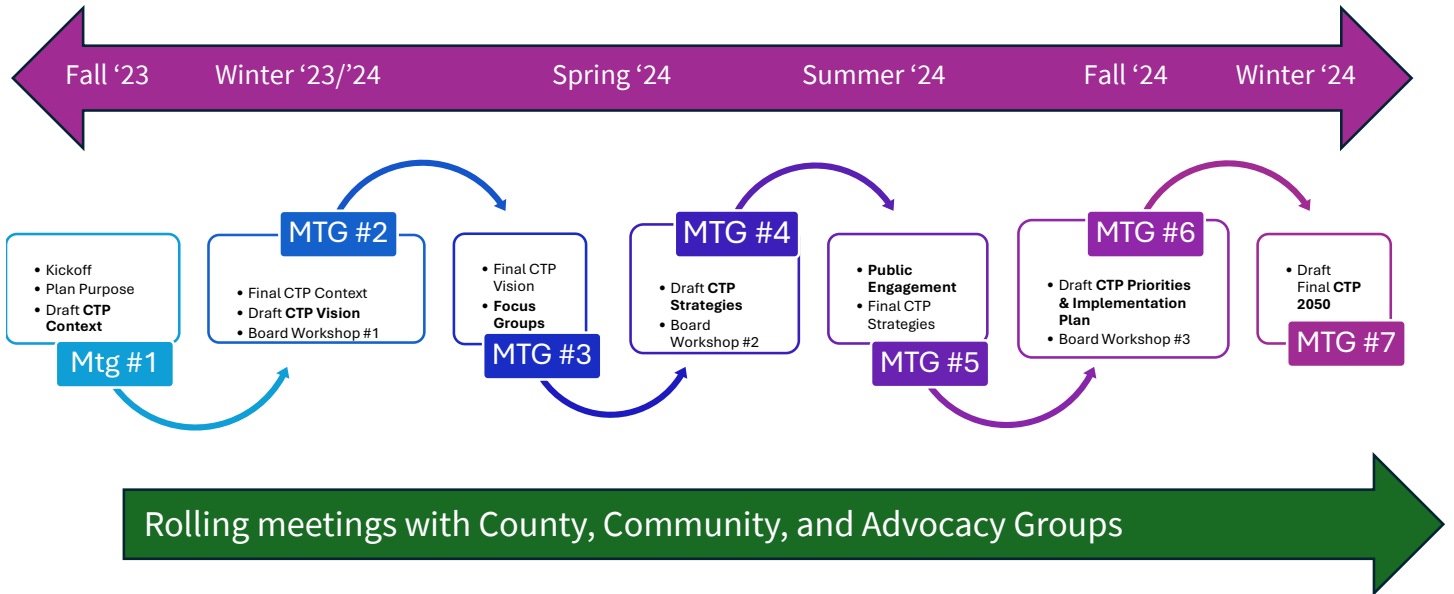 Fall ‘23
Winter ‘23/’24
Spring ‘24
Summer ‘24
Fall ‘24
Winter ‘24
• Kickoff
• Plan Purpose
• Draft CTP
Context
Mtg #1
MTG #2
• Final CTP Context
• Draft CTP Vision
• Board Workshop #1
• Final CTP
Vision
• Focus
Groups
MTG #3
MTG #4
• Draft CTP
Strategies
• Board
Workshop #2
• Public
Engagement
• Final CTP
Strategies
MTG #5
MTG #6
• Draft CTP Priorities
& Implementation
Plan
• Board Workshop #3
• Draft
Final CTP
2050
MTG #7
Rolling meetings with County, Community, and Advocacy Groups